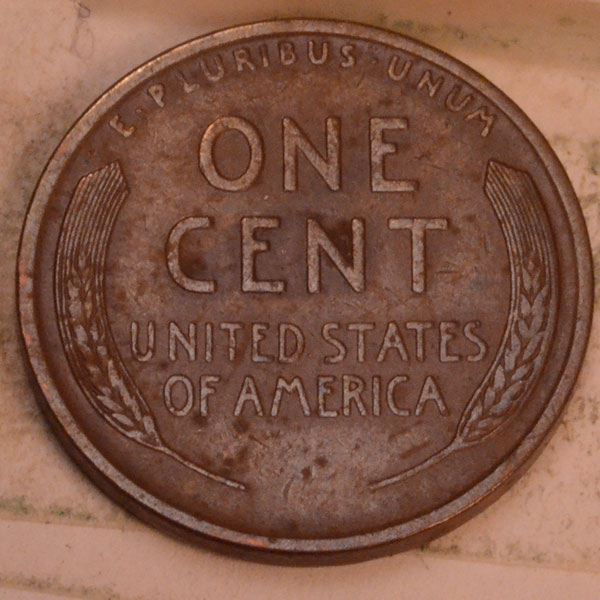 E · PLURIBUS · UNUM
ONE
CENT
UNITED STATES
OF AMERICA